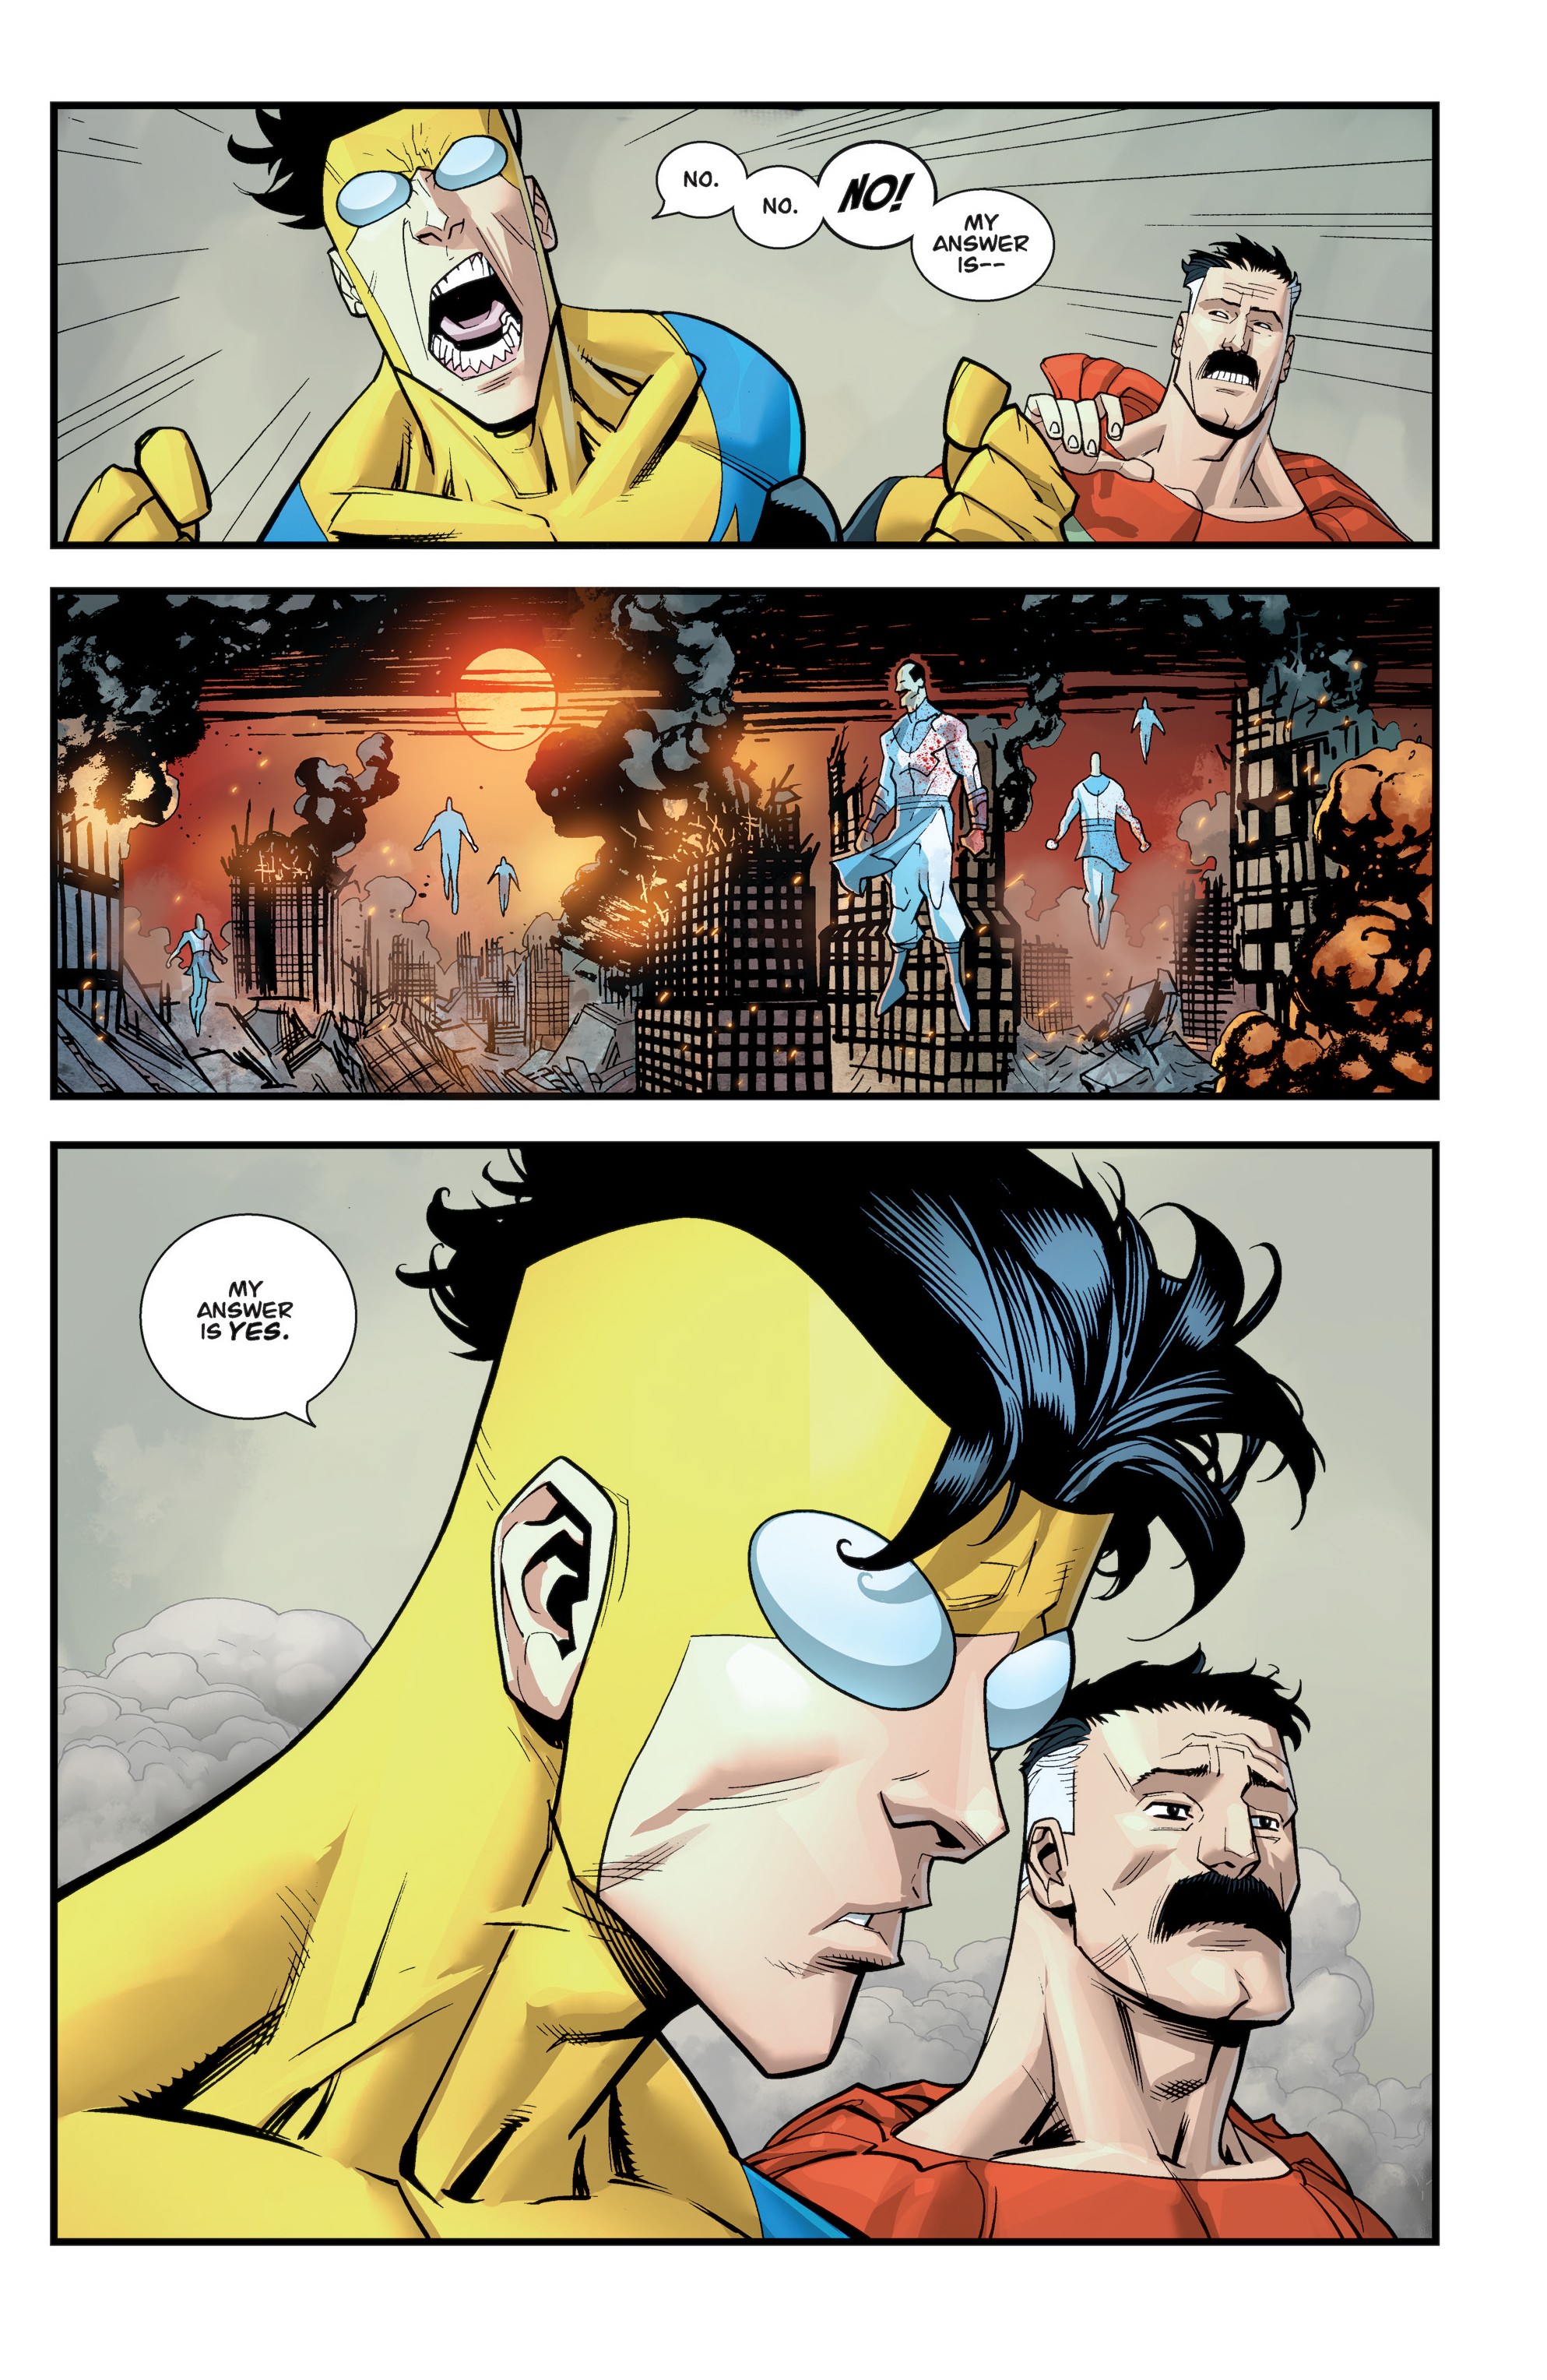 NO.
NO.
NO!
MY
ANSWER
IS--
MY
ANSWER
IS YES.